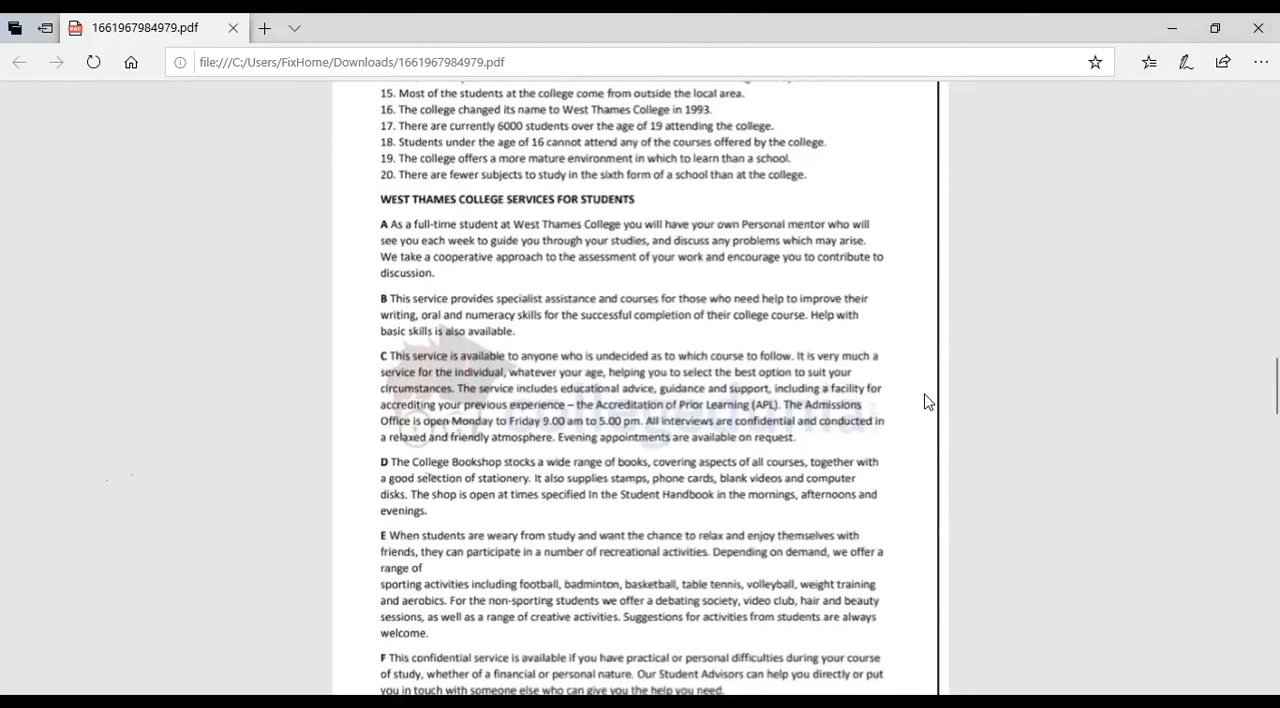 1661967984979.pdf
file:///C:/Users/FixHome/Downloads/1661967984979.pdf
15. Most of the students at the college come from outside the local area.
16. The college changed its name to West Thames College in 1993.
17. There are currently 6000 students over the age of 19 attending the college.
18. Students under the age of 16 cannot attend any of the courses offered by the college.
19. The college offers a more mature environment in which to learn than a school.
20. There are fewer subjects to study in the sixth form of a school than at the college.
WEST THAMES COLLEGE SERVICES FOR STUDENTS
A As a full-time student at West Thames College you will have your own Personal mentor who will
see you each week to guide you through your studies, and discuss any problems which may arise.
We take a cooperative approach to the assessment of your work and encourage you to contribute to
discussion.
B This service provides specialist assistance and courses for those who need help to improve their
writing, oral and numeracy skills for the successful completion of their college course. Help with
basic skills is also available.
C This service is available to anyone who is undecided as to which course to follow. It is very much a
service for the individual, whatever your age, helping you to select the best option to suit your
circumstances. The service includes educational advice, guidance and support, including a facility for
accrediting your previous experience – the Accreditation of Prior Learning (APL). The Admissions
Office is open Monday to Friday 9.00 am to 5.00 pm. All interviews are confidential and conducted in
a relaxed and friendly atmosphere. Evening appointments are available on request.
D The College Bookshop stocks a wide range of books, covering aspects of all courses, together with
a good selection of stationery. It also supplies stamps, phone cards, blank videos and computer
disks. The shop is open at times specified In the Student Handbook in the mornings, afternoons and
evenings.
E When students are weary from study and want the chance to relax and enjoy themselves with
friends, they can participate in a number of recreational activities. Depending on demand, we offer a
range of
sporting activities including football, badminton, basketball, table tennis, volleyball, weight training
and aerobics. For the non-sporting students we offer a debating society, video club, hair and beauty
sessions, as well as a range of creative activities. Suggestions for activities from students are always
welcome.
F This confidential service is available if you have practical or personal difficulties during your course
of study, whether of a financial or personal nature. Our Student Advisors can help you directly or put
you in touch with someone else who can give you the help you need.